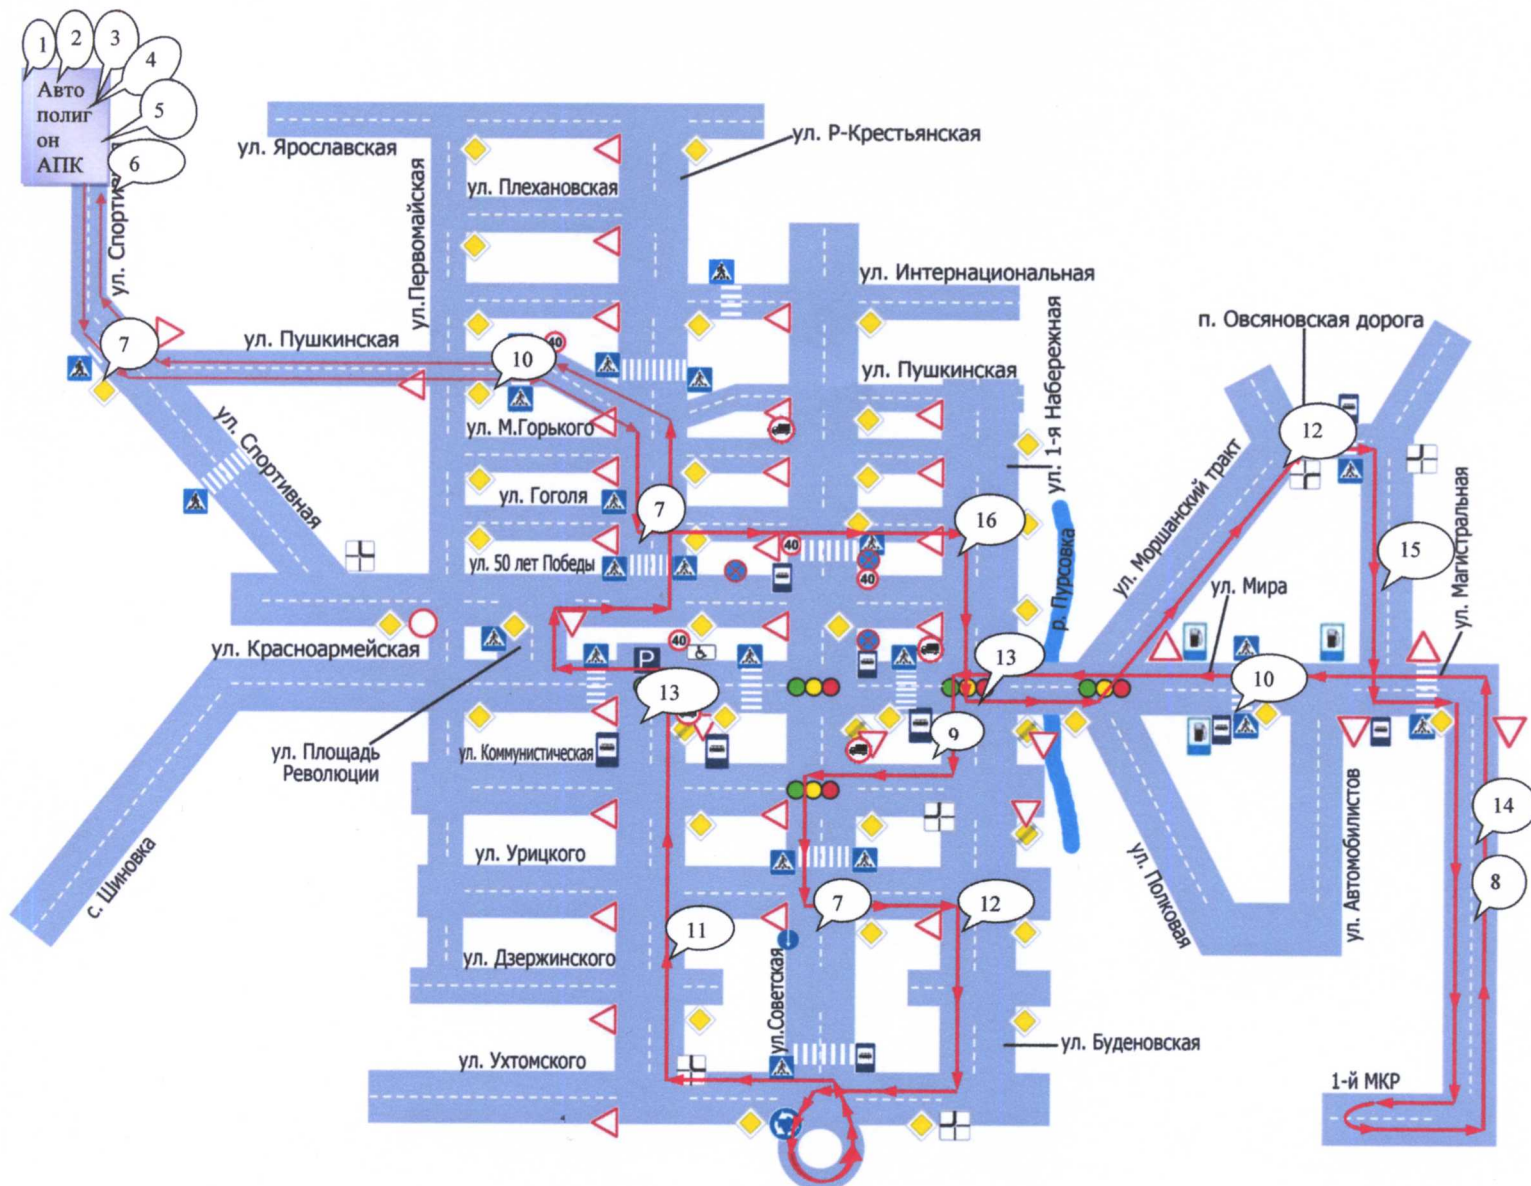 1
2
3
4
5
6
Авто
полиг
он
АПК
ул. Ярославская
ул. Р-Крестьянская
ул. Плехановская
ул. Первомайская
ул. Интернациональная
ул. 1-я Набережная
п. Овсяновская дорога
7
ул. Пушкинская
40
10
ул. Пушкинская
ул. М.Горького
12
ул. Спортивная
ул. Моршанский тракт
ул. Магистральная
ул. Гоголя
7
16
р. Пурсовка
ул. 50 лет Победы
40
40
15
ул. Мира
ул. Красноармейская
40
P
13
13
10
ул. Площадь
Революции
ул. Коммунистическая
9
14
ул. Урицкого
с. Шиновка
ул. Полковая
ул. Автомобилистов
8
7
12
11
ул. Дзержинского
ул.Советская
ул. Ухтомского
ул. Буденовская
1-й МКР